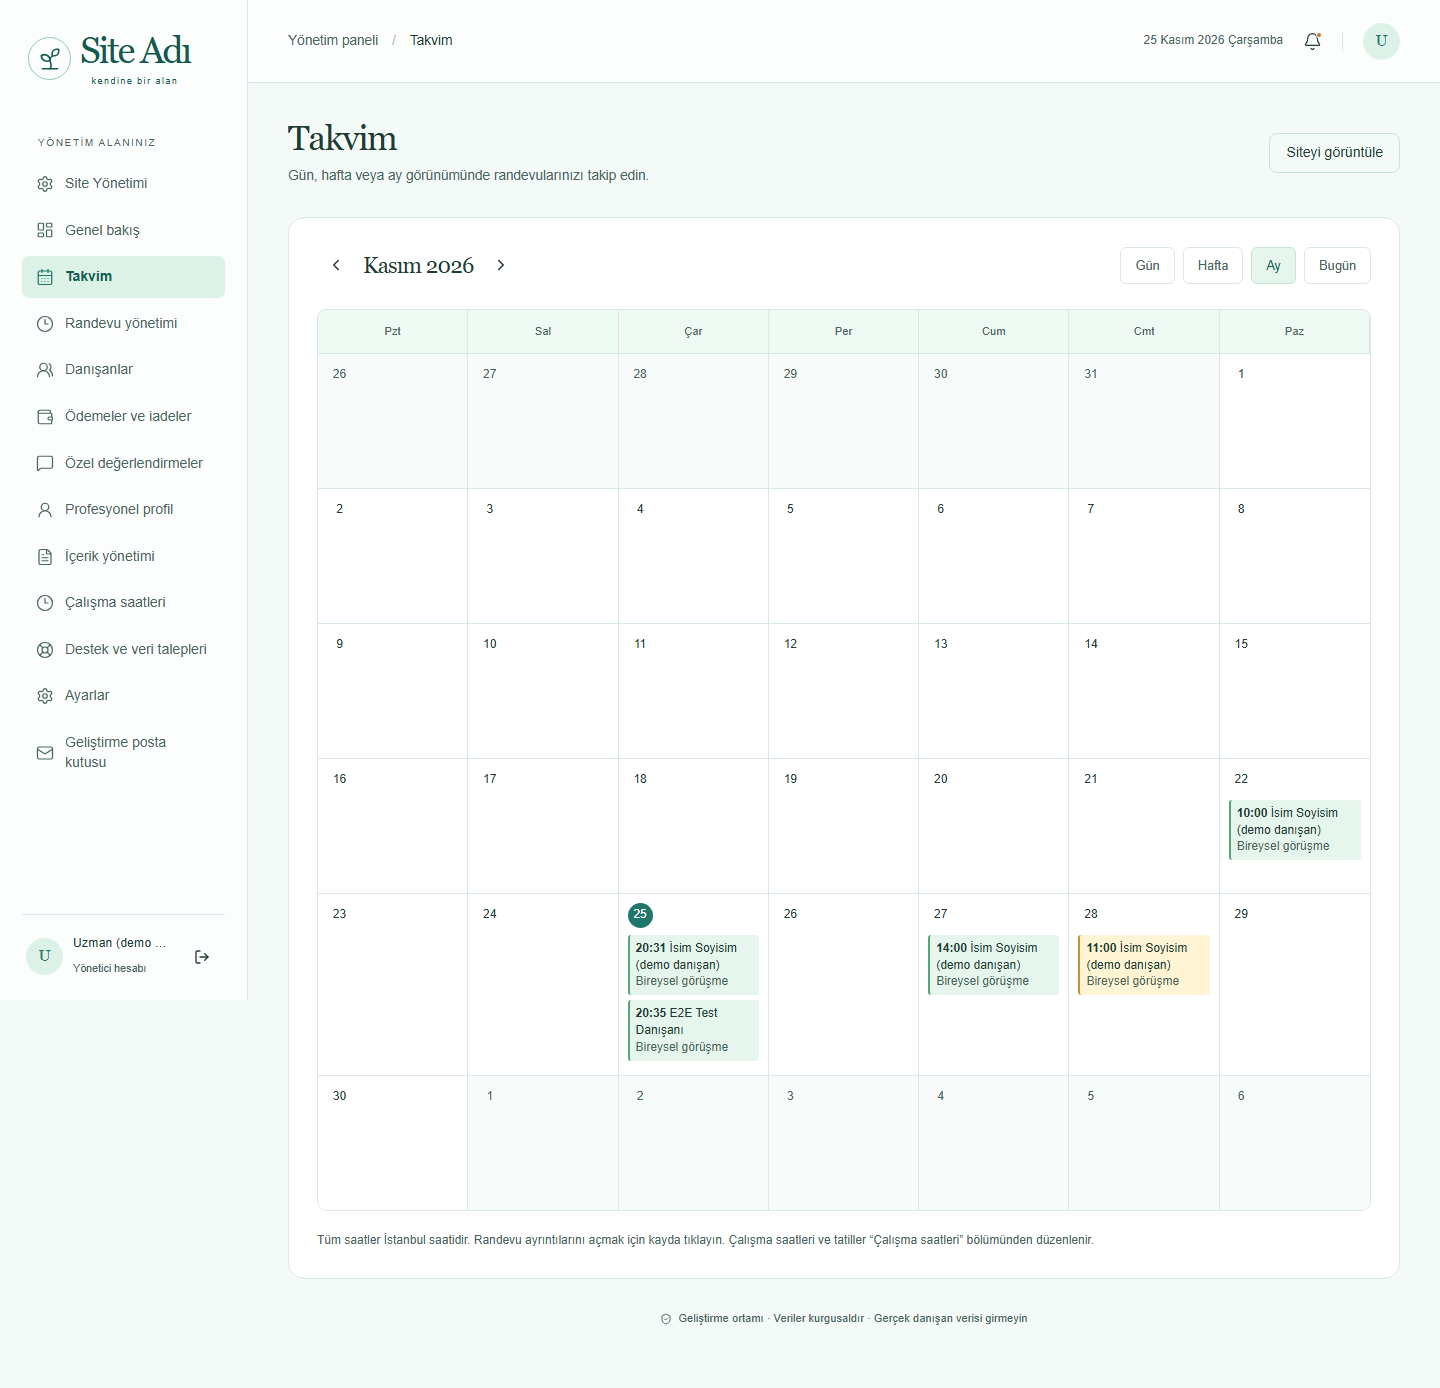 Site Adı
kendine bir alan
YÖNETİM ALANINIZ
Site Yönetimi
Genel bakış
Takvim
Randevu yönetimi
Danışanlar
Ödemeler ve iadeler
Özel değerlendirmeler
Profesyonel profil
İçerik yönetimi
Çalışma saatleri
Destek ve veri talepleri
Ayarlar
Geliştirme posta
kutusu
U
Uzman (demo ...
Yönetici hesabı
Yönetim paneli / Takvim
25 Kasım 2026 Çarşamba
U
Takvim
Gün, hafta veya ay görünümünde randevularınızı takip edin.
Siteyi görüntüle
Kasım 2026
Gün Hafta Ay Bugün
Pzt Sal Çar Per Cum Cmt Paz
26 27 28 29 30 31 1
2 3 4 5 6 7 8
9 10 11 12 13 14 15
16 17 18 19 20 21 22
10:00 İsim Soyisim
(demo danışan)
Bireysel görüşme
23 24 25 26 27 28 29
20:31 İsim Soyisim
(demo danışan)
Bireysel görüşme
20:35 E2E Test
Danışanı
Bireysel görüşme
14:00 İsim Soyisim
(demo danışan)
Bireysel görüşme
11:00 İsim Soyisim
(demo danışan)
Bireysel görüşme
30 1 2 3 4 5 6
Tüm saatler İstanbul saatidir. Randevu ayrıntılarını açmak için kayda tıklayın. Çalışma saatleri ve tatiller “Çalışma saatleri” bölümünden düzenlenir.
Geliştirme ortamı · Veriler kurgusaldır · Gerçek danışan verisi girmeyin